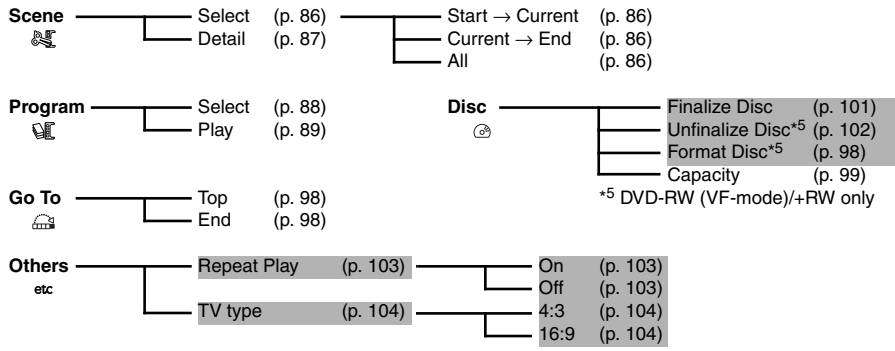 Scene Select (p. 86) Start → Current (p. 86)
Detail (p. 87) Current → End (p. 86)
All (p. 86)
Program Select (p. 88) Disc Finalize Disc (p. 101)
Play (p. 89) Unfinalize Disc*5 (p. 102)
Format Disc*5 (p. 98)
Capacity (p. 99)
Go To Top (p. 98) *5 DVD-RW (VF-mode)/+RW only
End (p. 98)
Others Repeat Play (p. 103) On (p. 103)
etc Off (p. 103)
TV type (p. 104) 4:3 (p. 104)
16:9 (p. 104)